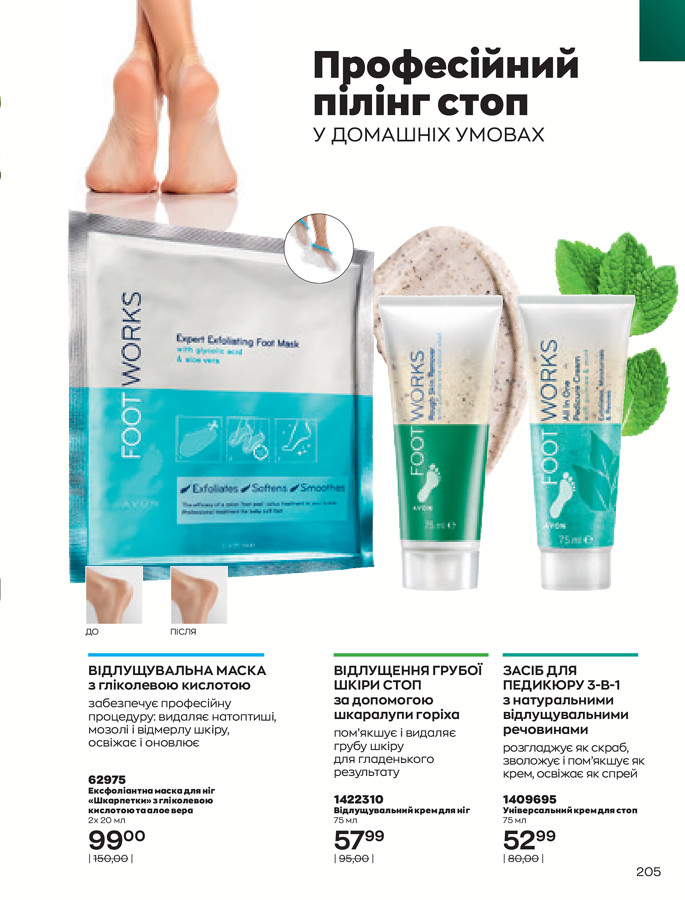 Професійний
пілінг стоп
У ДОМАШНІХ УМОВАХ
FOOT WORKS
Expert Exfoliating Foot Mask
with glycolic acid
& aloe vera
Exfoliates
Softens
Smoothes
AVON
FOOT WORKS
Rough Skin Remover
AVON
75 ml e
FOOT WORKS
All In One
Pedicure Cream
AVON
75 ml e
ДО
ПІСЛЯ
ВІДЛУЩУВАЛЬНА МАСКА
з гліколевою кислотою
забезпечує професійну
процедуру: видаляє натоптиші,
мозолі і відмерлу шкіру,
освіжає і оновлює
62975
Ексфоліантна маска для ніг
«Шкарпетки» з гліколевою
кислотою та алое вера
2х 20 мл
9900
| 150,00 |
ВІДЛУЩЕННЯ ГРУБОЇ
ШКІРИ СТОП
за допомогою
шкаралупи горіха
пом’якшує і видаляє
грубу шкіру
для гладенького
результату
1422310
Відлущувальний крем для ніг
75 мл
5799
| 95,00 |
ЗАСІБ ДЛЯ
ПЕДИКЮРУ 3-В-1
з натуральними
відлущувальними
речовинами
розгладжує як скраб,
зволожує і пом’якшує як
крем, освіжає як спрей
1409695
Універсальний крем для стоп
75 мл
5299
| 80,00 |
205